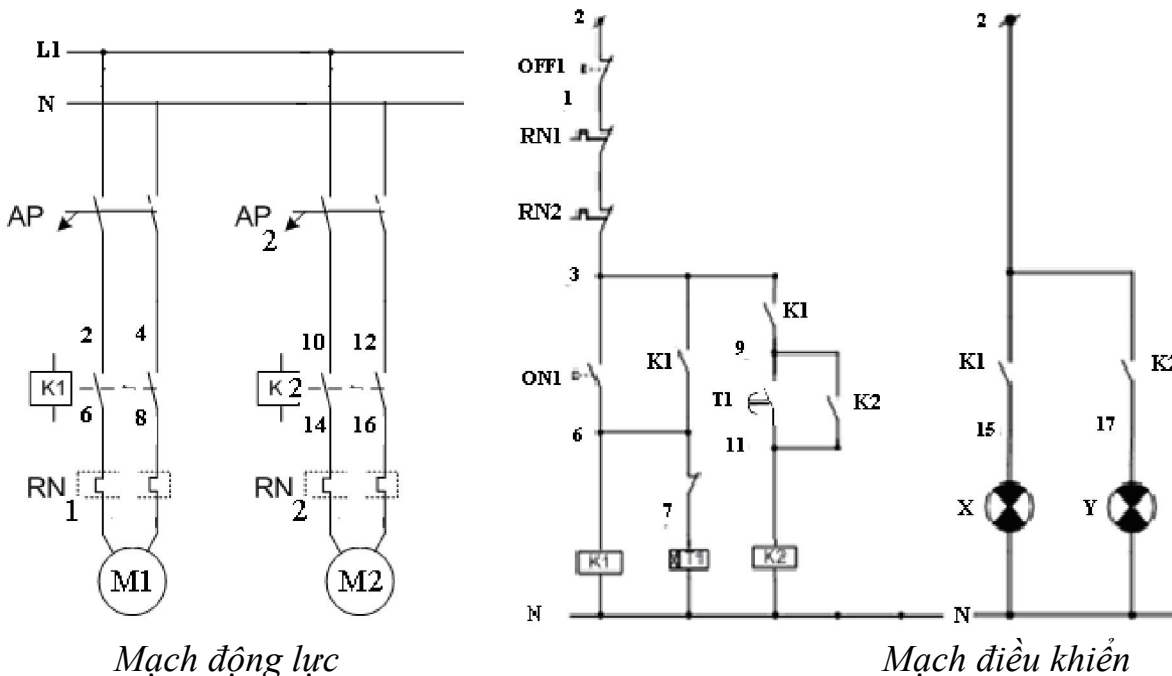 L1
N
AP
AP
2
2
4
10
12
K1
K2
6
8
14
16
RN
1
RN
2
M1
M2
Mạch động lực
2
OFF1
1
RN1
RN2
3
K1
9
ON1
K1
T1
K2
6
11
7
K1
T1
K2
N
2
K1
K2
15
17
X
Y
N
Mạch điều khiển